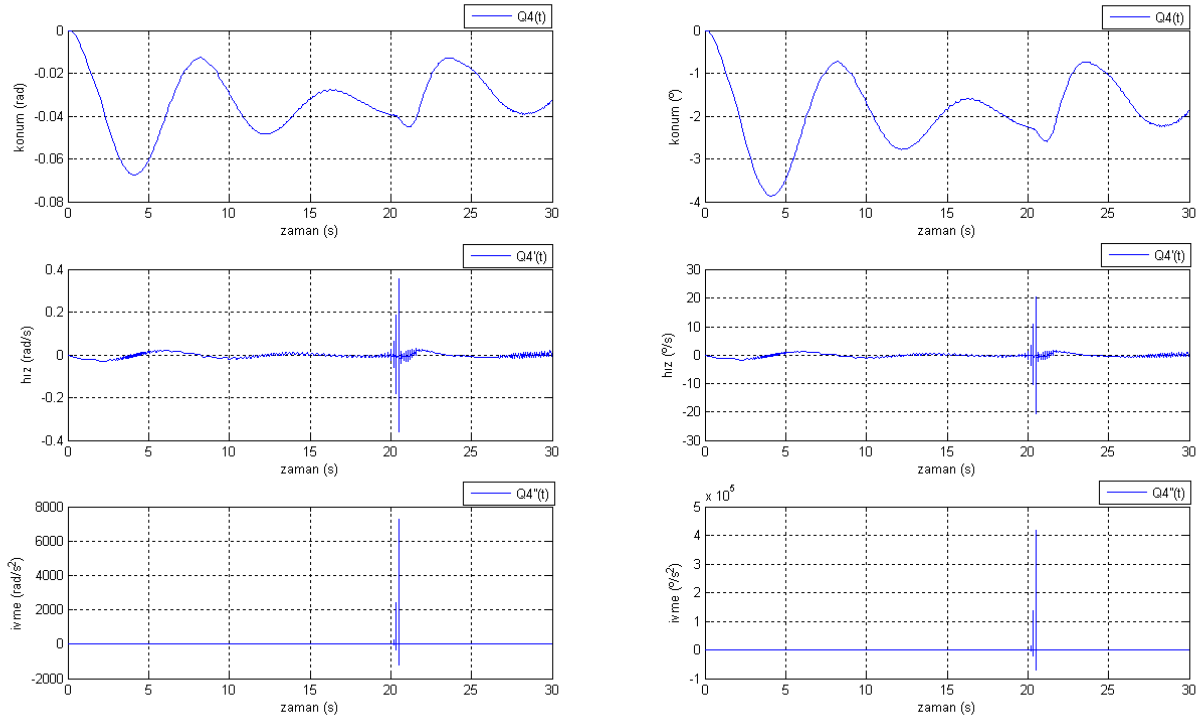 Q4(t)
0
-0.02
-0.04
-0.06
-0.08
konum (rad)
0 5 10 15 20 25 30
zaman (s)
Q4(t)
0
-1
-2
-3
-4
konum (º)
0 5 10 15 20 25 30
zaman (s)
Q4'(t)
0.4
0.2
0
-0.2
-0.4
hız (rad/s)
0 5 10 15 20 25 30
zaman (s)
Q4'(t)
30
20
10
0
-10
-20
-30
hız (º/s)
0 5 10 15 20 25 30
zaman (s)
Q4''(t)
8000
6000
4000
2000
0
-2000
ivme (rad/s²)
0 5 10 15 20 25 30
zaman (s)
Q4''(t)
x 10⁵
5
4
3
2
1
0
-1
ivme (º/s²)
0 5 10 15 20 25 30
zaman (s)